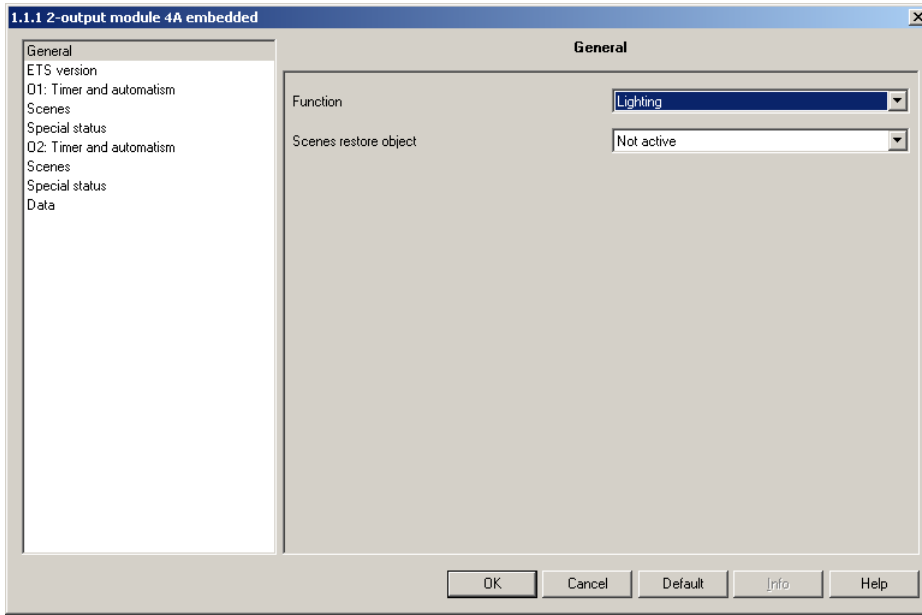 1.1.1 2-output module 4A embedded
General
ETS version
O1: Timer and automatism
Scenes
Special status
O2: Timer and automatism
Scenes
Special status
Data
General
Function
Lighting
Scenes restore object
Not active
OK
Cancel
Default
Info
Help